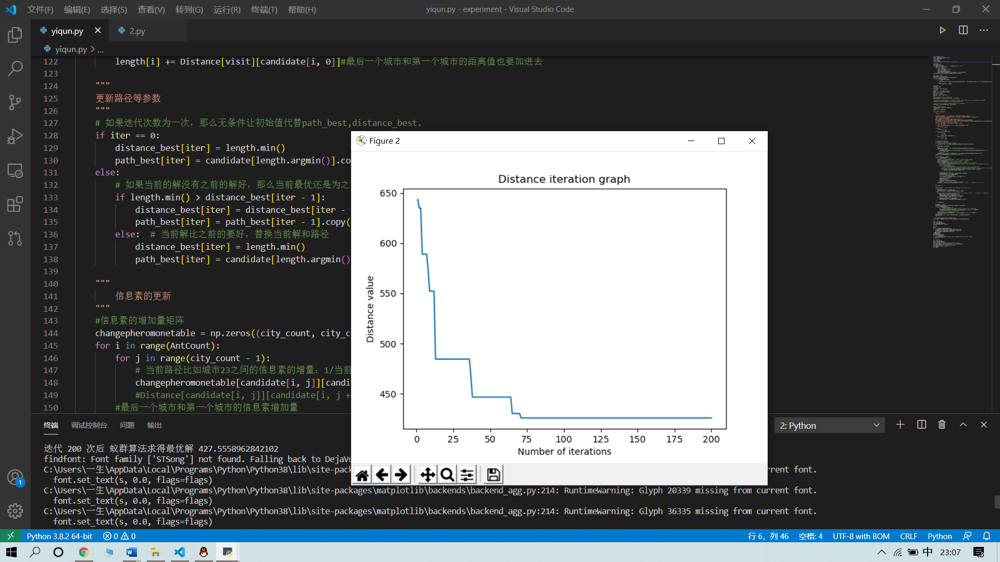 文件(F) 编辑(E) 选择(S) 查看(V) 转到(G) 运行(R) 终端(T) 帮助(H) yiqun.py - experiment - Visual Studio Code
yiqun.py 2.py
yiqun.py > ...
122 length[i] += Distance[visit][candidate[i, 0]]#最后一个城市和第一个城市的距离值也要加进去
123
124 """
125 更新路径等参数
126 """
127 # 如果迭代次数为一次，那么无条件让初始值代替path_best,distance_best.
128 if iter == 0:
129 distance_best[iter] = length.min()
130 path_best[iter] = candidate[length.argmin()].co
131 else:
132 # 如果当前的解没有之前的解好，那么当前最优还是为之
133 if length.min() > distance_best[iter - 1]:
134 distance_best[iter] = distance_best[iter -
135 path_best[iter] = path_best[iter - 1].copy(
136 else: # 当前解比之前的要好，替换当前解和路径
137 distance_best[iter] = length.min()
138 path_best[iter] = candidate[length.argmin()
139
140 """
141 信息素的更新
142 """
143 #信息素的增加量矩阵
144 changepheromonetable = np.zeros((city_count, city_c
145 for i in range(AntCount):
146 for j in range(city_count - 1):
147 # 当前路径比如城市23之间的信息素的增量：1/当前
148 changepheromonetable[candidate[i, j]][candi
149 #Distance[candidate[i, j]][candidate[i, j +
150 #最后一个城市和第一个城市的信息素增加量
Figure 2
Distance iteration graph
650
600
550
500
450
Distance value
0 25 50 75 100 125 150 175 200
Number of iterations
终端 调试控制台 问题 输出 2: Python
迭代 200 次后 蚁群算法求得最优解 427.5558962842102
findfont: Font family ['STSong'] not found. Falling back to DejaVu
C:\Users\一生\AppData\Local\Programs\Python\Python38\lib\site-pack rrent font.
font.set_text(s, 0.0, flags=flags)
C:\Users\一生\AppData\Local\Programs\Python\Python38\lib\site-packages\matplotlib\backends\backend_agg.py:214: RuntimeWarning: Glyph 20339 missing from current font.
font.set_text(s, 0.0, flags=flags)
C:\Users\一生\AppData\Local\Programs\Python\Python38\lib\site-packages\matplotlib\backends\backend_agg.py:214: RuntimeWarning: Glyph 36335 missing from current font.
font.set_text(s, 0.0, flags=flags)
1
Python 3.8.2 64-bit 0 0 行 6，列 46 空格: 4 UTF-8 with BOM CRLF Python
中 23:07